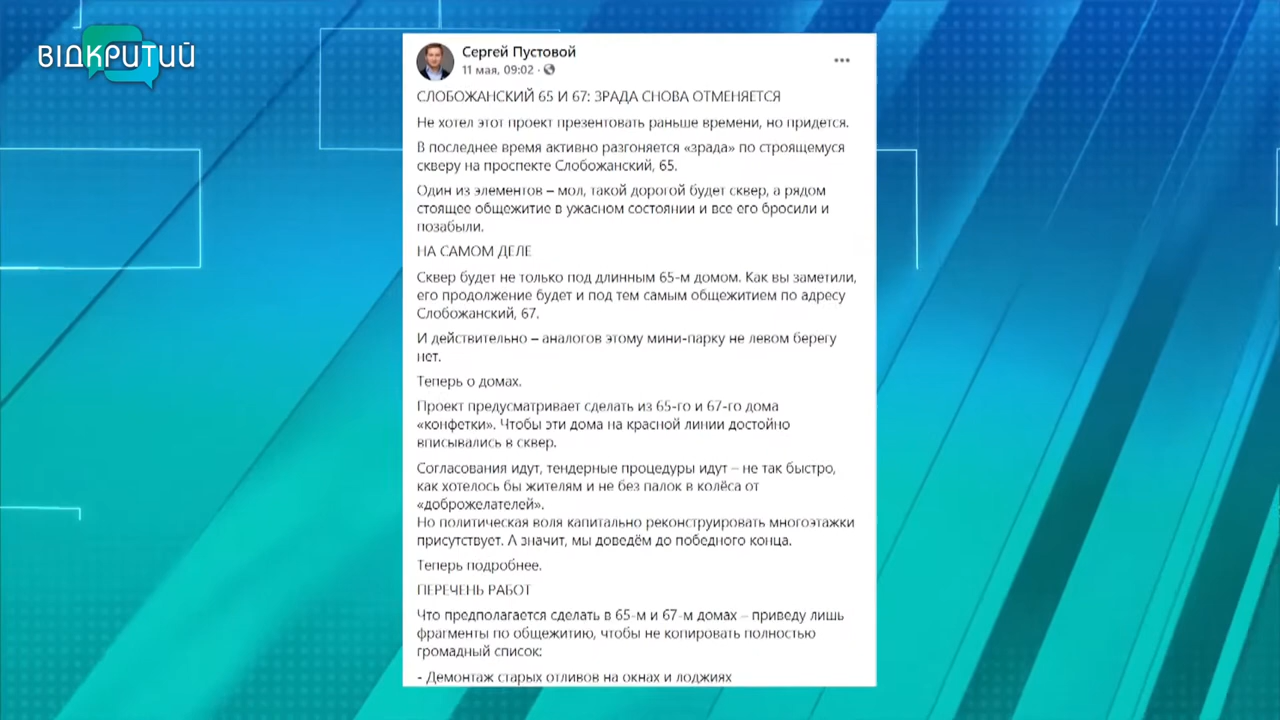 ВІДКРИТИЙ
Сергей Пустовой
11 мая, 09:02 ·
СЛОБОЖАНСКИЙ 65 И 67: ЗРАДА СНОВА ОТМЕНЯЕТСЯ
Не хотел этот проект презентовать раньше времени, но придется.
В последнее время активно разгоняется «зрада» по строящемуся
скверу на проспекте Слобожанский, 65.
Один из элементов – мол, такой дорогой будет сквер, а рядом
стоящее общежитие в ужасном состоянии и все его бросили и
позабыли.
НА САМОМ ДЕЛЕ
Сквер будет не только под длинным 65-м домом. Как вы заметили,
его продолжение будет и под тем самым общежитием по адресу
Слобожанский, 67.
И действительно – аналогов этому мини-парку не левом берегу
нет.
Теперь о домах.
Проект предусматривает сделать из 65-го и 67-го дома
«конфетки». Чтобы эти дома на красной линии достойно
вписывались в сквер.
Согласования идут, тендерные процедуры идут – не так быстро,
как хотелось бы жителям и не без палок в колёса от
«доброжелателей».
Но политическая воля капитально реконструировать многоэтажки
присутствует. А значит, мы доведём до победного конца.
Теперь подробнее.
ПЕРЕЧЕНЬ РАБОТ
Что предполагается сделать в 65-м и 67-м домах – приведу лишь
фрагменты по общежитию, чтобы не копировать полностью
громадный список:
- Демонтаж старых отливов на окнах и лоджиях